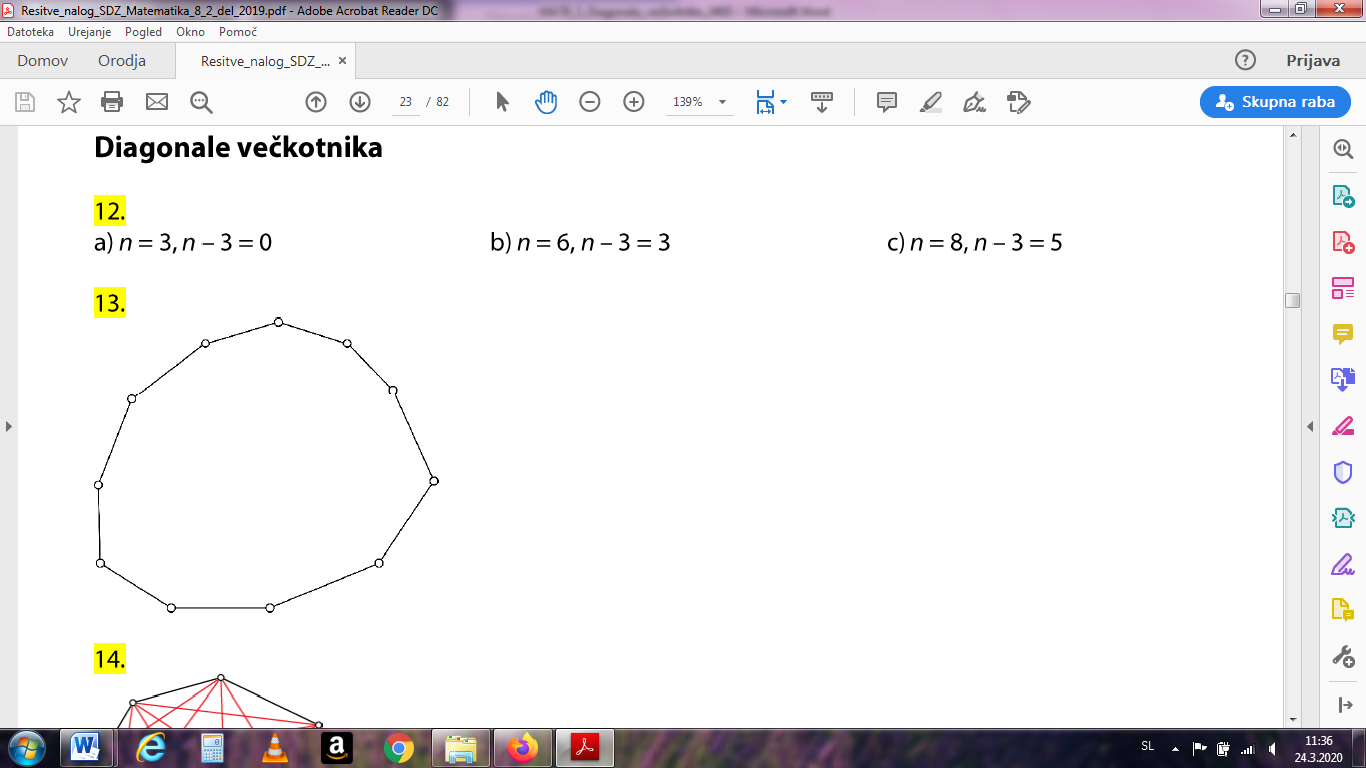 Resitve_nalog_SDZ_Matematika_8_2_del_2019.pdf - Adobe Acrobat Reader DC
Datoteka Urejanje Pogled Okno Pomoč
Domov Orodja Resitve_nalog_SDZ_... × Prijava
23 / 82 139% Skupna raba
Diagonale večkotnika
12.
a) n = 3, n – 3 = 0 b) n = 6, n – 3 = 3 c) n = 8, n – 3 = 5
13.
14.
SL 11:36
24.3.2020